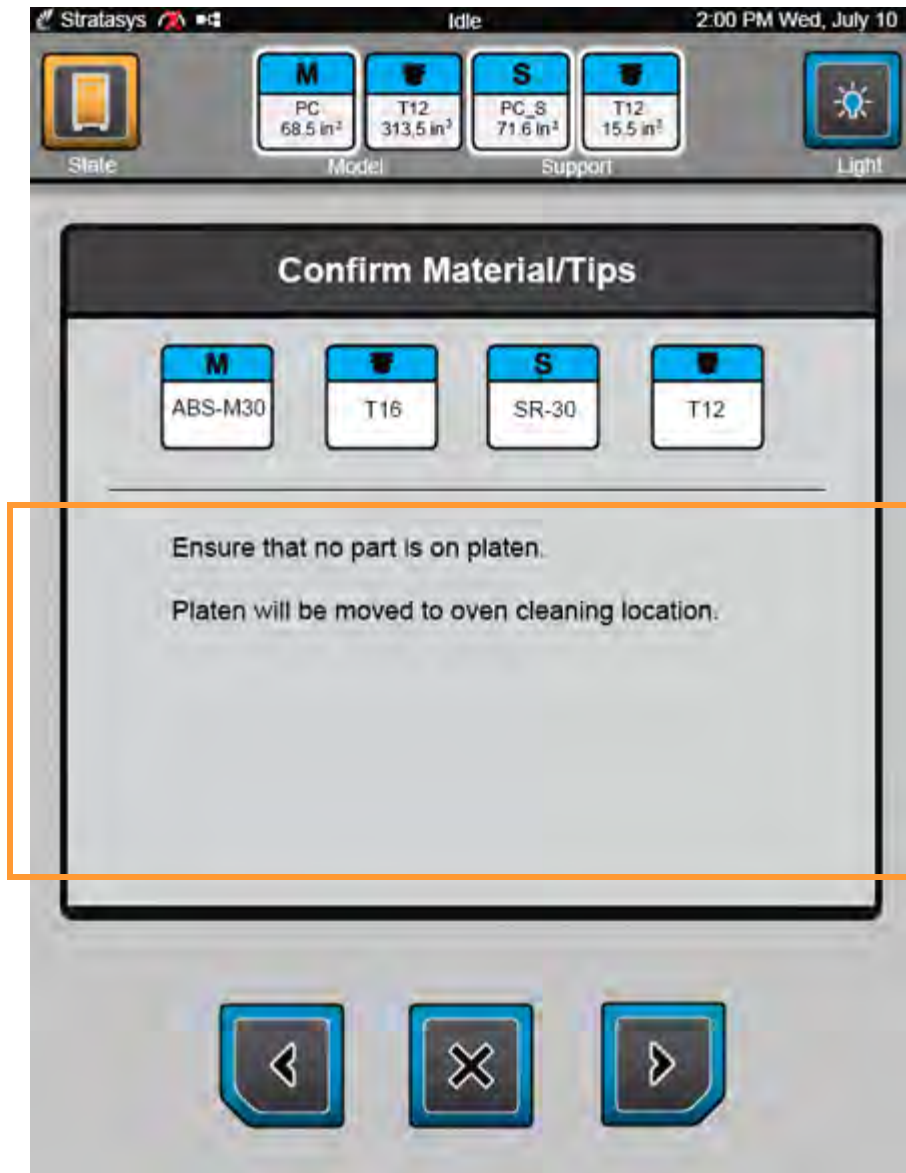 Stratasys Idle 2:00 PM Wed, July 10
M S
PC T12 PC_S T12
68.5 in³ 313.5 in³ 71.6 in³ 15.5 in³
State Model Support Light
Confirm Material/Tips
M S
ABS-M30 T16 SR-30 T12
Ensure that no part is on platen.
Platen will be moved to oven cleaning location.